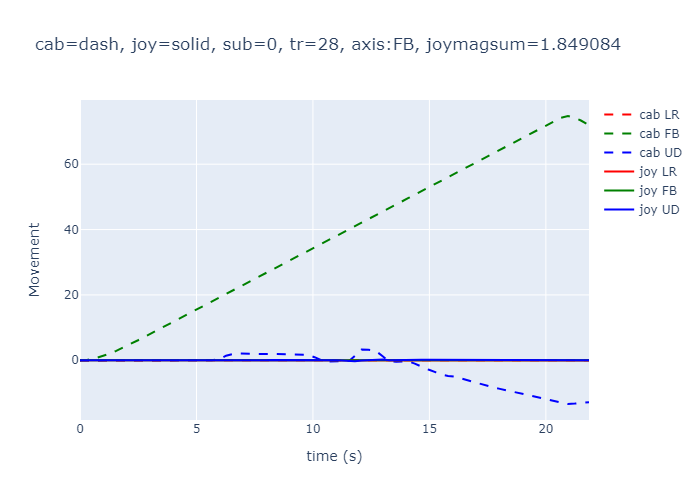 cab=dash, joy=solid, sub=0, tr=28, axis:FB, joymagsum=1.849084
cab LR
cab FB
cab UD
joy LR
joy FB
joy UD
Movement
60
40
20
0
0
5
10
15
20
time (s)